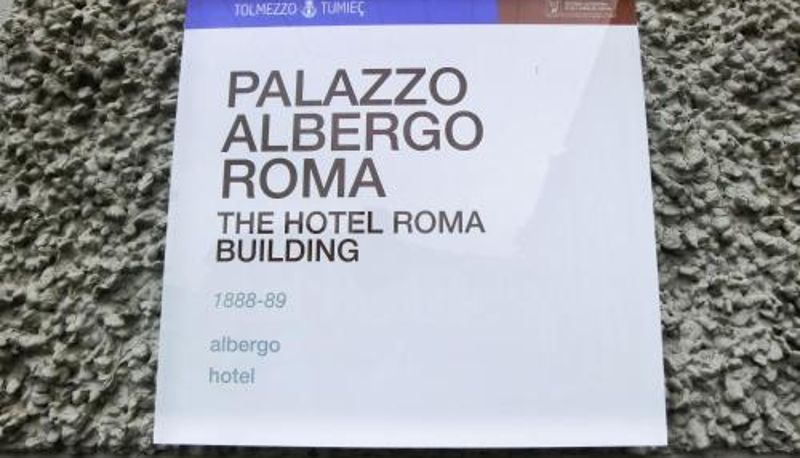 TOLMEZZO TUMIEÇ
PALAZZO
ALBERGO
ROMA
THE HOTEL ROMA
BUILDING
1888-89
albergo
hotel